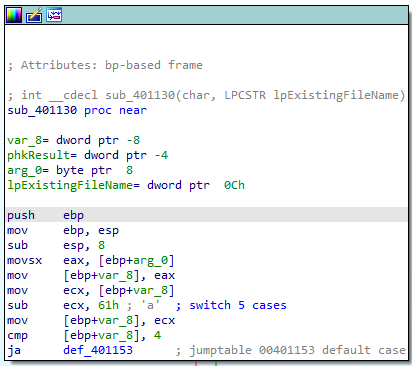 ; Attributes: bp-based frame
; int __cdecl sub_401130(char, LPCSTR lpExistingFileName)
sub_401130 proc near
var_8= dword ptr -8
phkResult= dword ptr -4
arg_0= byte ptr  8
lpExistingFileName= dword ptr  0Ch
push    ebp
mov     ebp, esp
sub     esp, 8
movsx   eax, [ebp+arg_0]
mov     [ebp+var_8], eax
mov     ecx, [ebp+var_8]
sub     ecx, 61h ; 'a'  ; switch 5 cases
mov     [ebp+var_8], ecx
cmp     [ebp+var_8], 4
ja      def_401153      ; jumptable 00401153 default case